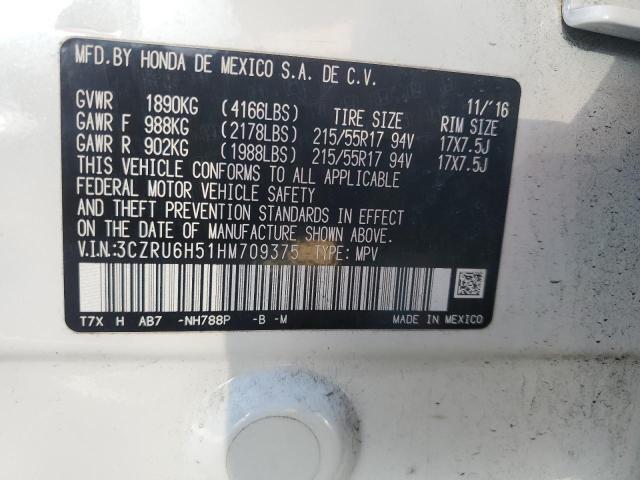 MFD.BY HONDA DE MEXICO S.A. DE C.V.
11/'16
GVWR 1890KG (4166LBS) TIRE SIZE RIM SIZE
GAWR F 988KG (2178LBS) 215/55R17 94V 17X7.5J
GAWR R 902KG (1988LBS) 215/55R17 94V 17X7.5J
THIS VEHICLE CONFORMS TO ALL APPLICABLE
FEDERAL MOTOR VEHICLE SAFETY
AND THEFT PREVENTION STANDARDS IN EFFECT
ON THE DATE OF MANUFACTURE SHOWN ABOVE.
V.I.N:3CZRU6H51HM709375 TYPE: MPV
T7X H AB7 -NH788P -B -M MADE IN MEXICO